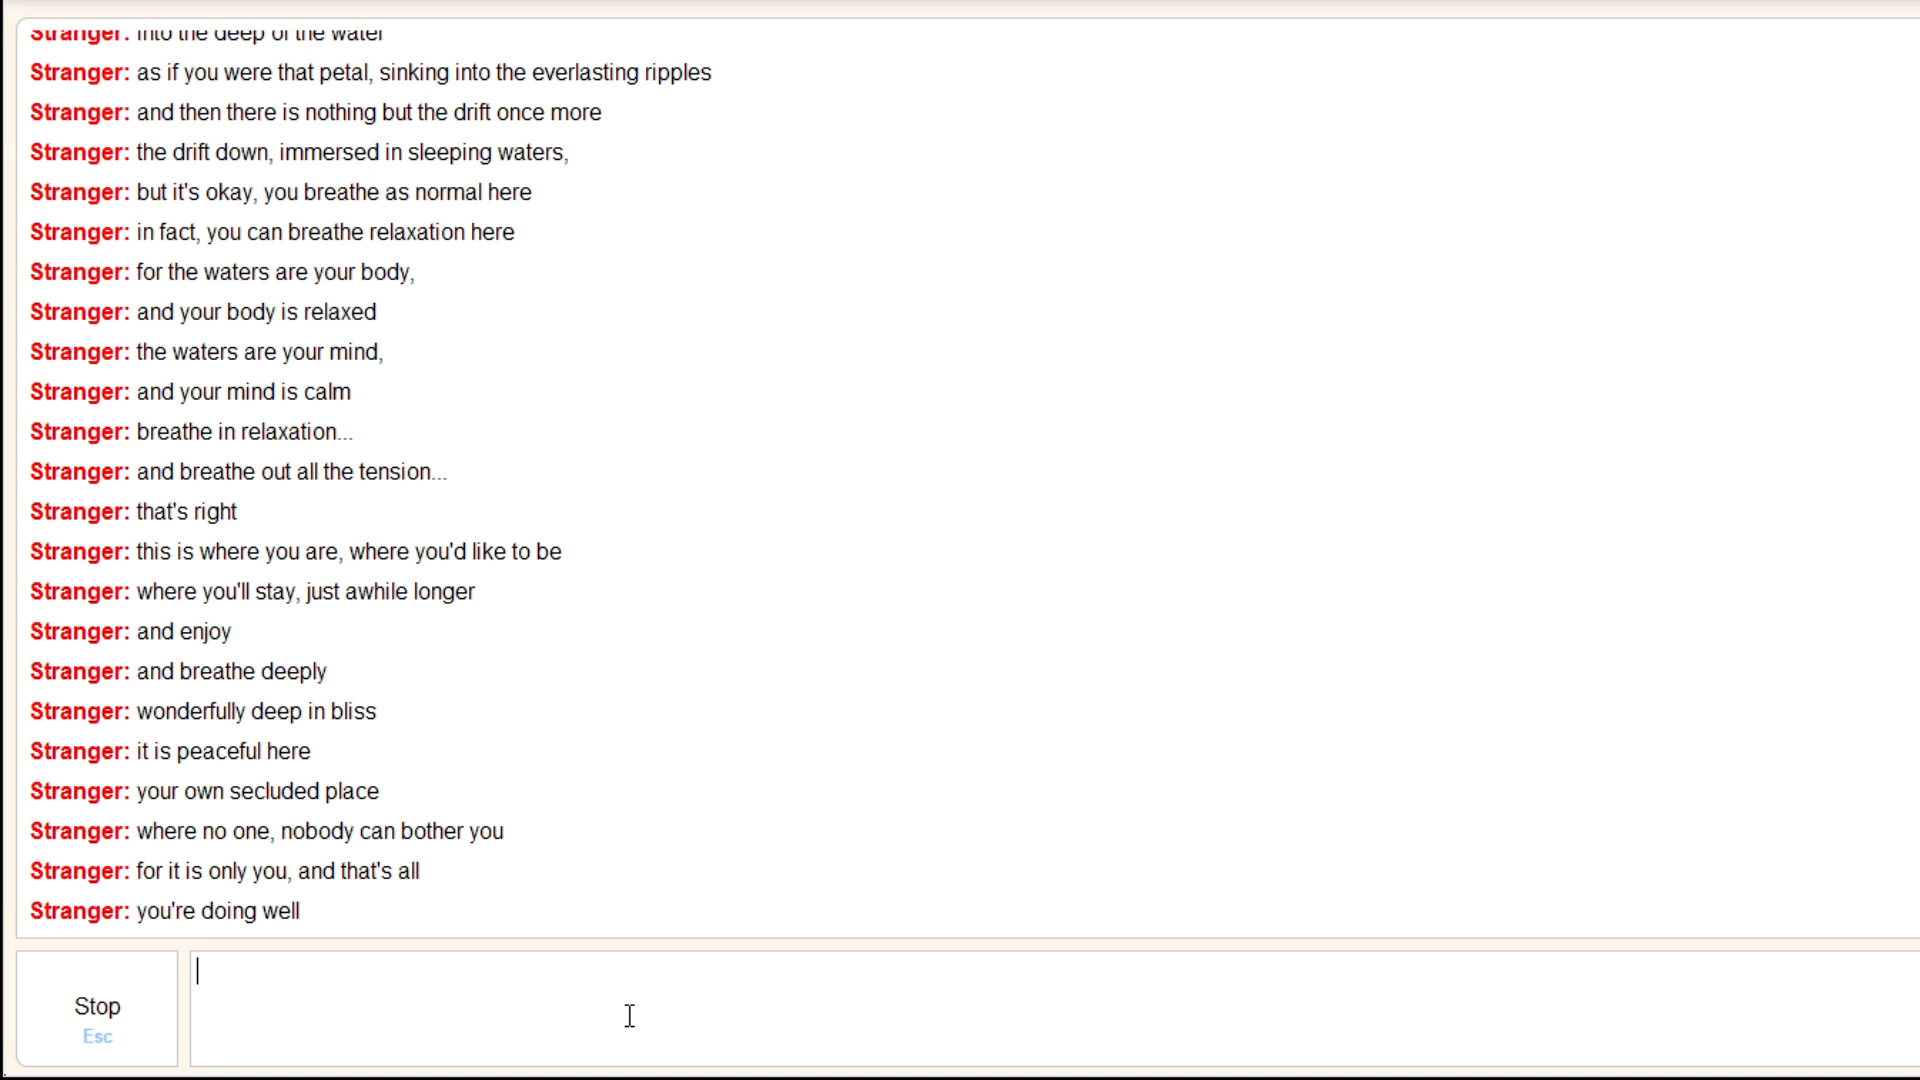 Stranger: into the deep of the water
Stranger: as if you were that petal, sinking into the everlasting ripples
Stranger: and then there is nothing but the drift once more
Stranger: the drift down, immersed in sleeping waters,
Stranger: but it's okay, you breathe as normal here
Stranger: in fact, you can breathe relaxation here
Stranger: for the waters are your body,
Stranger: and your body is relaxed
Stranger: the waters are your mind,
Stranger: and your mind is calm
Stranger: breathe in relaxation...
Stranger: and breathe out all the tension...
Stranger: that's right
Stranger: this is where you are, where you'd like to be
Stranger: where you'll stay, just awhile longer
Stranger: and enjoy
Stranger: and breathe deeply
Stranger: wonderfully deep in bliss
Stranger: it is peaceful here
Stranger: your own secluded place
Stranger: where no one, nobody can bother you
Stranger: for it is only you, and that's all
Stranger: you're doing well
Stop
Esc